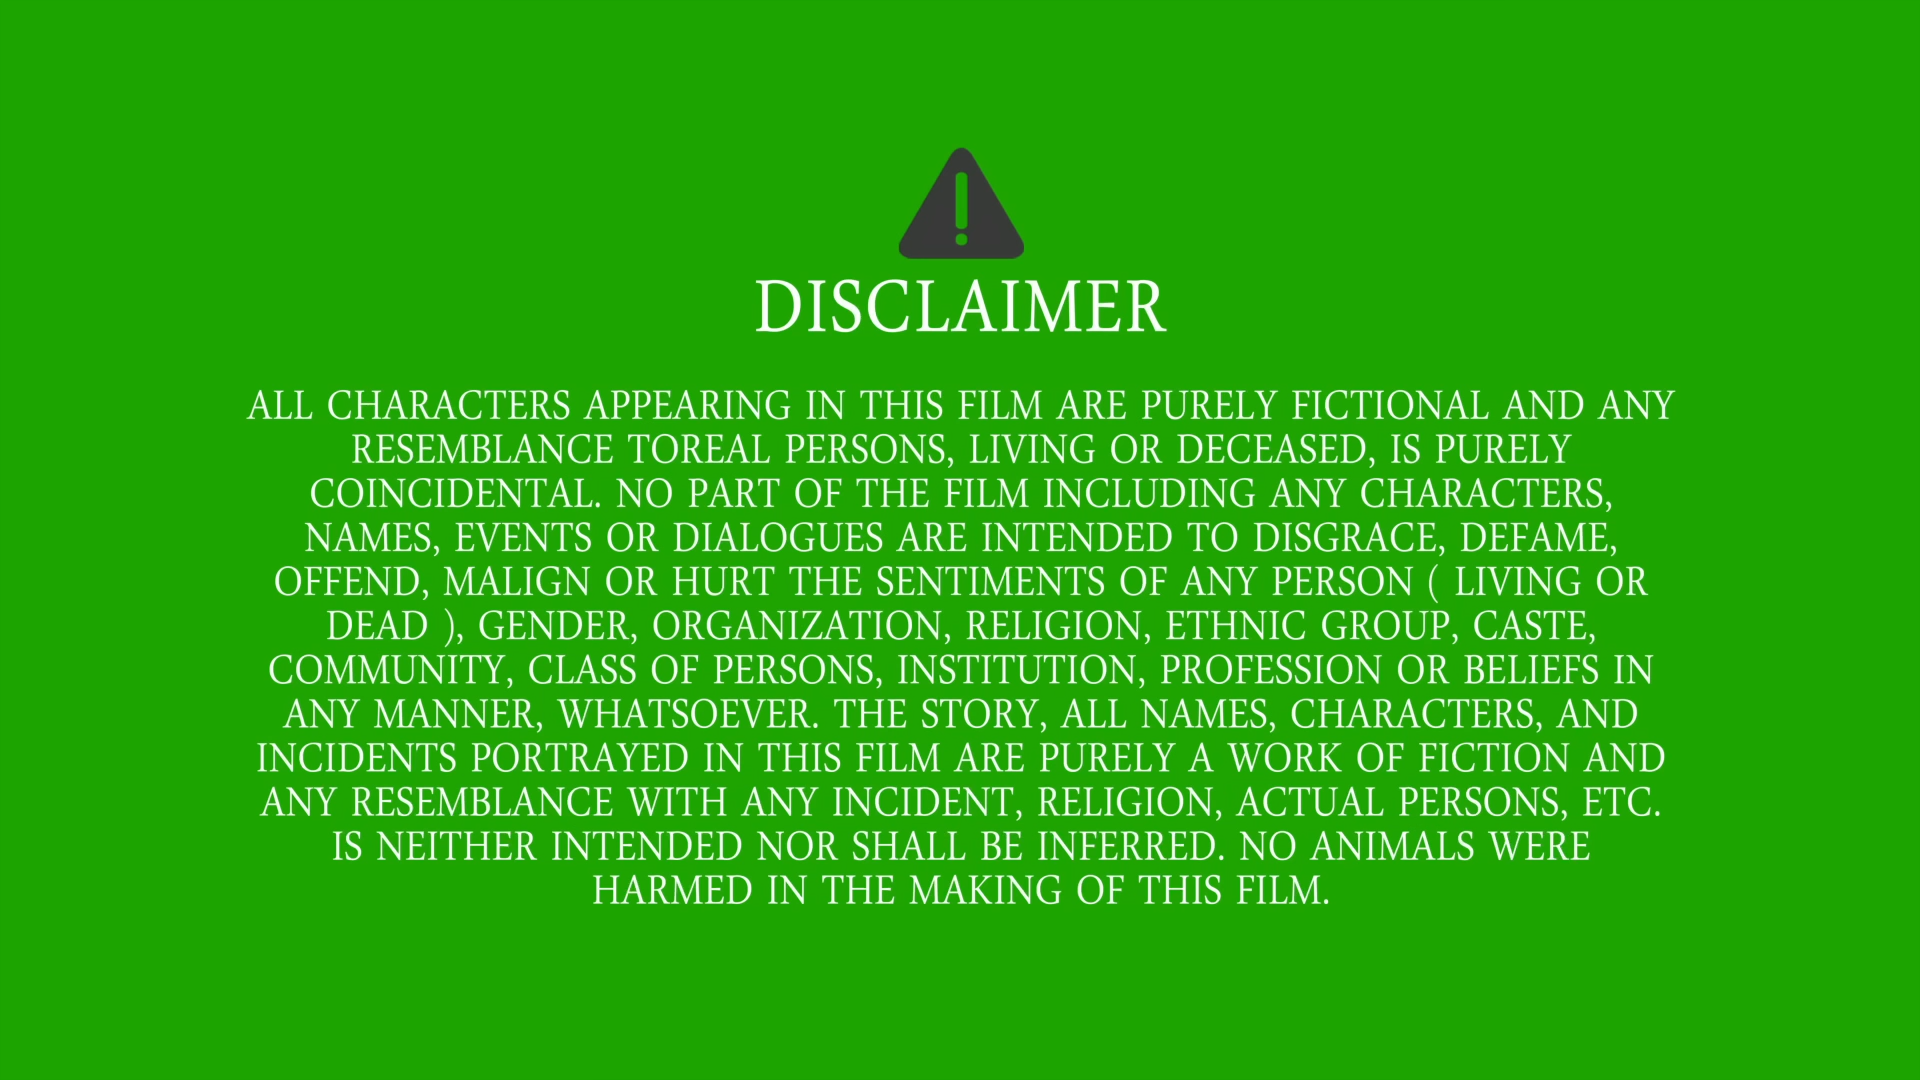 DISCLAIMER
ALL CHARACTERS APPEARING IN THIS FILM ARE PURELY FICTIONAL AND ANY
RESEMBLANCE TOREAL PERSONS, LIVING OR DECEASED, IS PURELY
COINCIDENTAL. NO PART OF THE FILM INCLUDING ANY CHARACTERS,
NAMES, EVENTS OR DIALOGUES ARE INTENDED TO DISGRACE, DEFAME,
OFFEND, MALIGN OR HURT THE SENTIMENTS OF ANY PERSON ( LIVING OR
DEAD ), GENDER, ORGANIZATION, RELIGION, ETHNIC GROUP, CASTE,
COMMUNITY, CLASS OF PERSONS, INSTITUTION, PROFESSION OR BELIEFS IN
ANY MANNER, WHATSOEVER. THE STORY, ALL NAMES, CHARACTERS, AND
INCIDENTS PORTRAYED IN THIS FILM ARE PURELY A WORK OF FICTION AND
ANY RESEMBLANCE WITH ANY INCIDENT, RELIGION, ACTUAL PERSONS, ETC.
IS NEITHER INTENDED NOR SHALL BE INFERRED. NO ANIMALS WERE
HARMED IN THE MAKING OF THIS FILM.